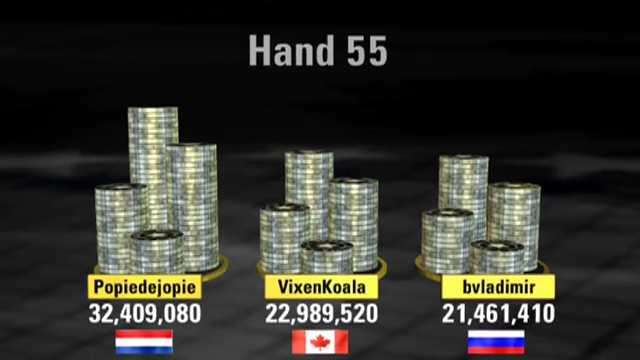 Hand 55
Popiedejopie
VixenKoala
bvladimir
32,409,080
22,989,520
21,461,410